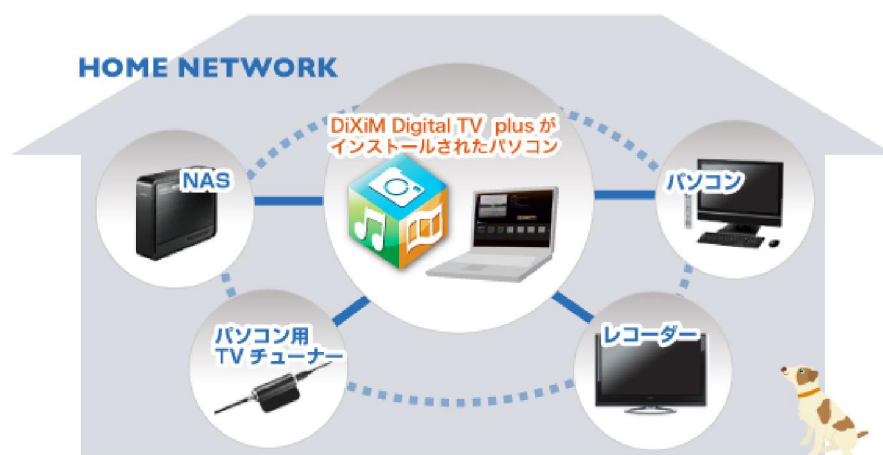 HOME NETWORK
DiXiM Digital TV plus が
インストールされたパソコン
NAS
パソコン
パソコン用
TV チューナー
レコーダー